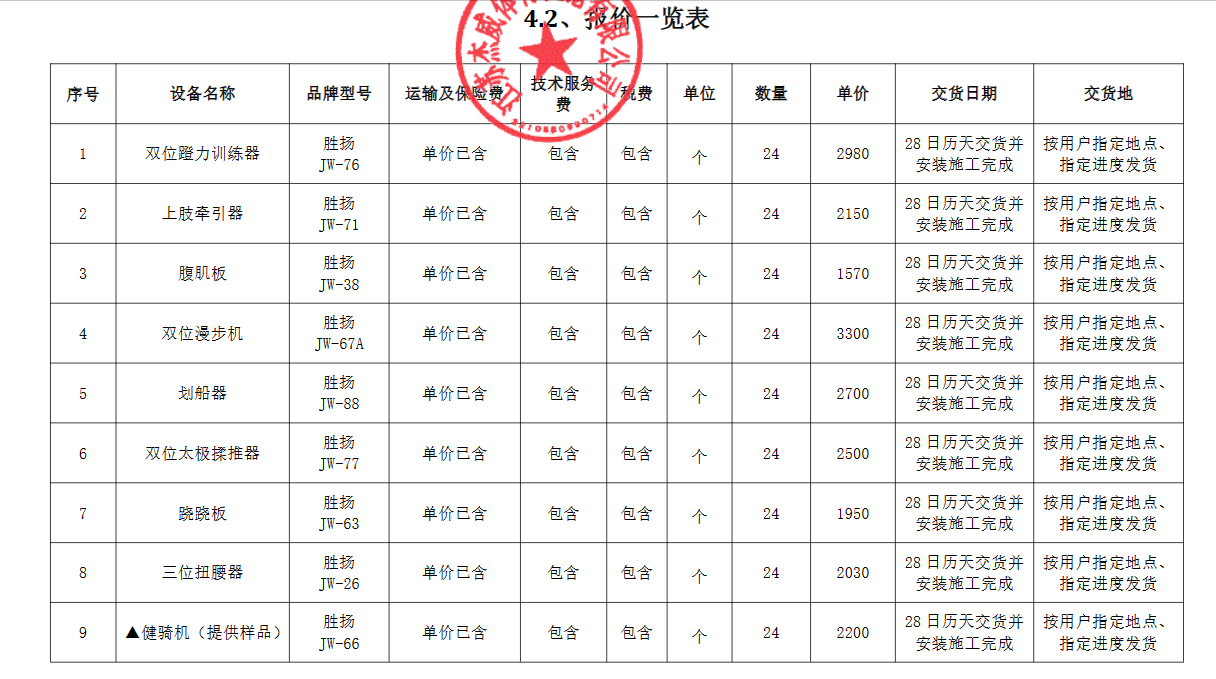 4.2、报价一览表
序号 设备名称 品牌型号 运输及保险费 技术服务费 税费 单位 数量 单价 交货日期 交货地
1 双位蹬力训练器 胜扬 JW-76 单价已含 包含 包含 个 24 2980 28 日历天交货并安装施工完成 按用户指定地点、指定进度发货
2 上肢牵引器 胜扬 JW-71 单价已含 包含 包含 个 24 2150 28 日历天交货并安装施工完成 按用户指定地点、指定进度发货
3 腹肌板 胜扬 JW-38 单价已含 包含 包含 个 24 1570 28 日历天交货并安装施工完成 按用户指定地点、指定进度发货
4 双位漫步机 胜扬 JW-67A 单价已含 包含 包含 个 24 3300 28 日历天交货并安装施工完成 按用户指定地点、指定进度发货
5 划船器 胜扬 JW-88 单价已含 包含 包含 个 24 2700 28 日历天交货并安装施工完成 按用户指定地点、指定进度发货
6 双位太极揉推器 胜扬 JW-77 单价已含 包含 包含 个 24 2500 28 日历天交货并安装施工完成 按用户指定地点、指定进度发货
7 跷跷板 胜扬 JW-63 单价已含 包含 包含 个 24 1950 28 日历天交货并安装施工完成 按用户指定地点、指定进度发货
8 三位扭腰器 胜扬 JW-26 单价已含 包含 包含 个 24 2030 28 日历天交货并安装施工完成 按用户指定地点、指定进度发货
9 ▲健骑机（提供样品） 胜扬 JW-66 单价已含 包含 包含 个 24 2200 28 日历天交货并安装施工完成 按用户指定地点、指定进度发货
江苏杰威体育 有限公司